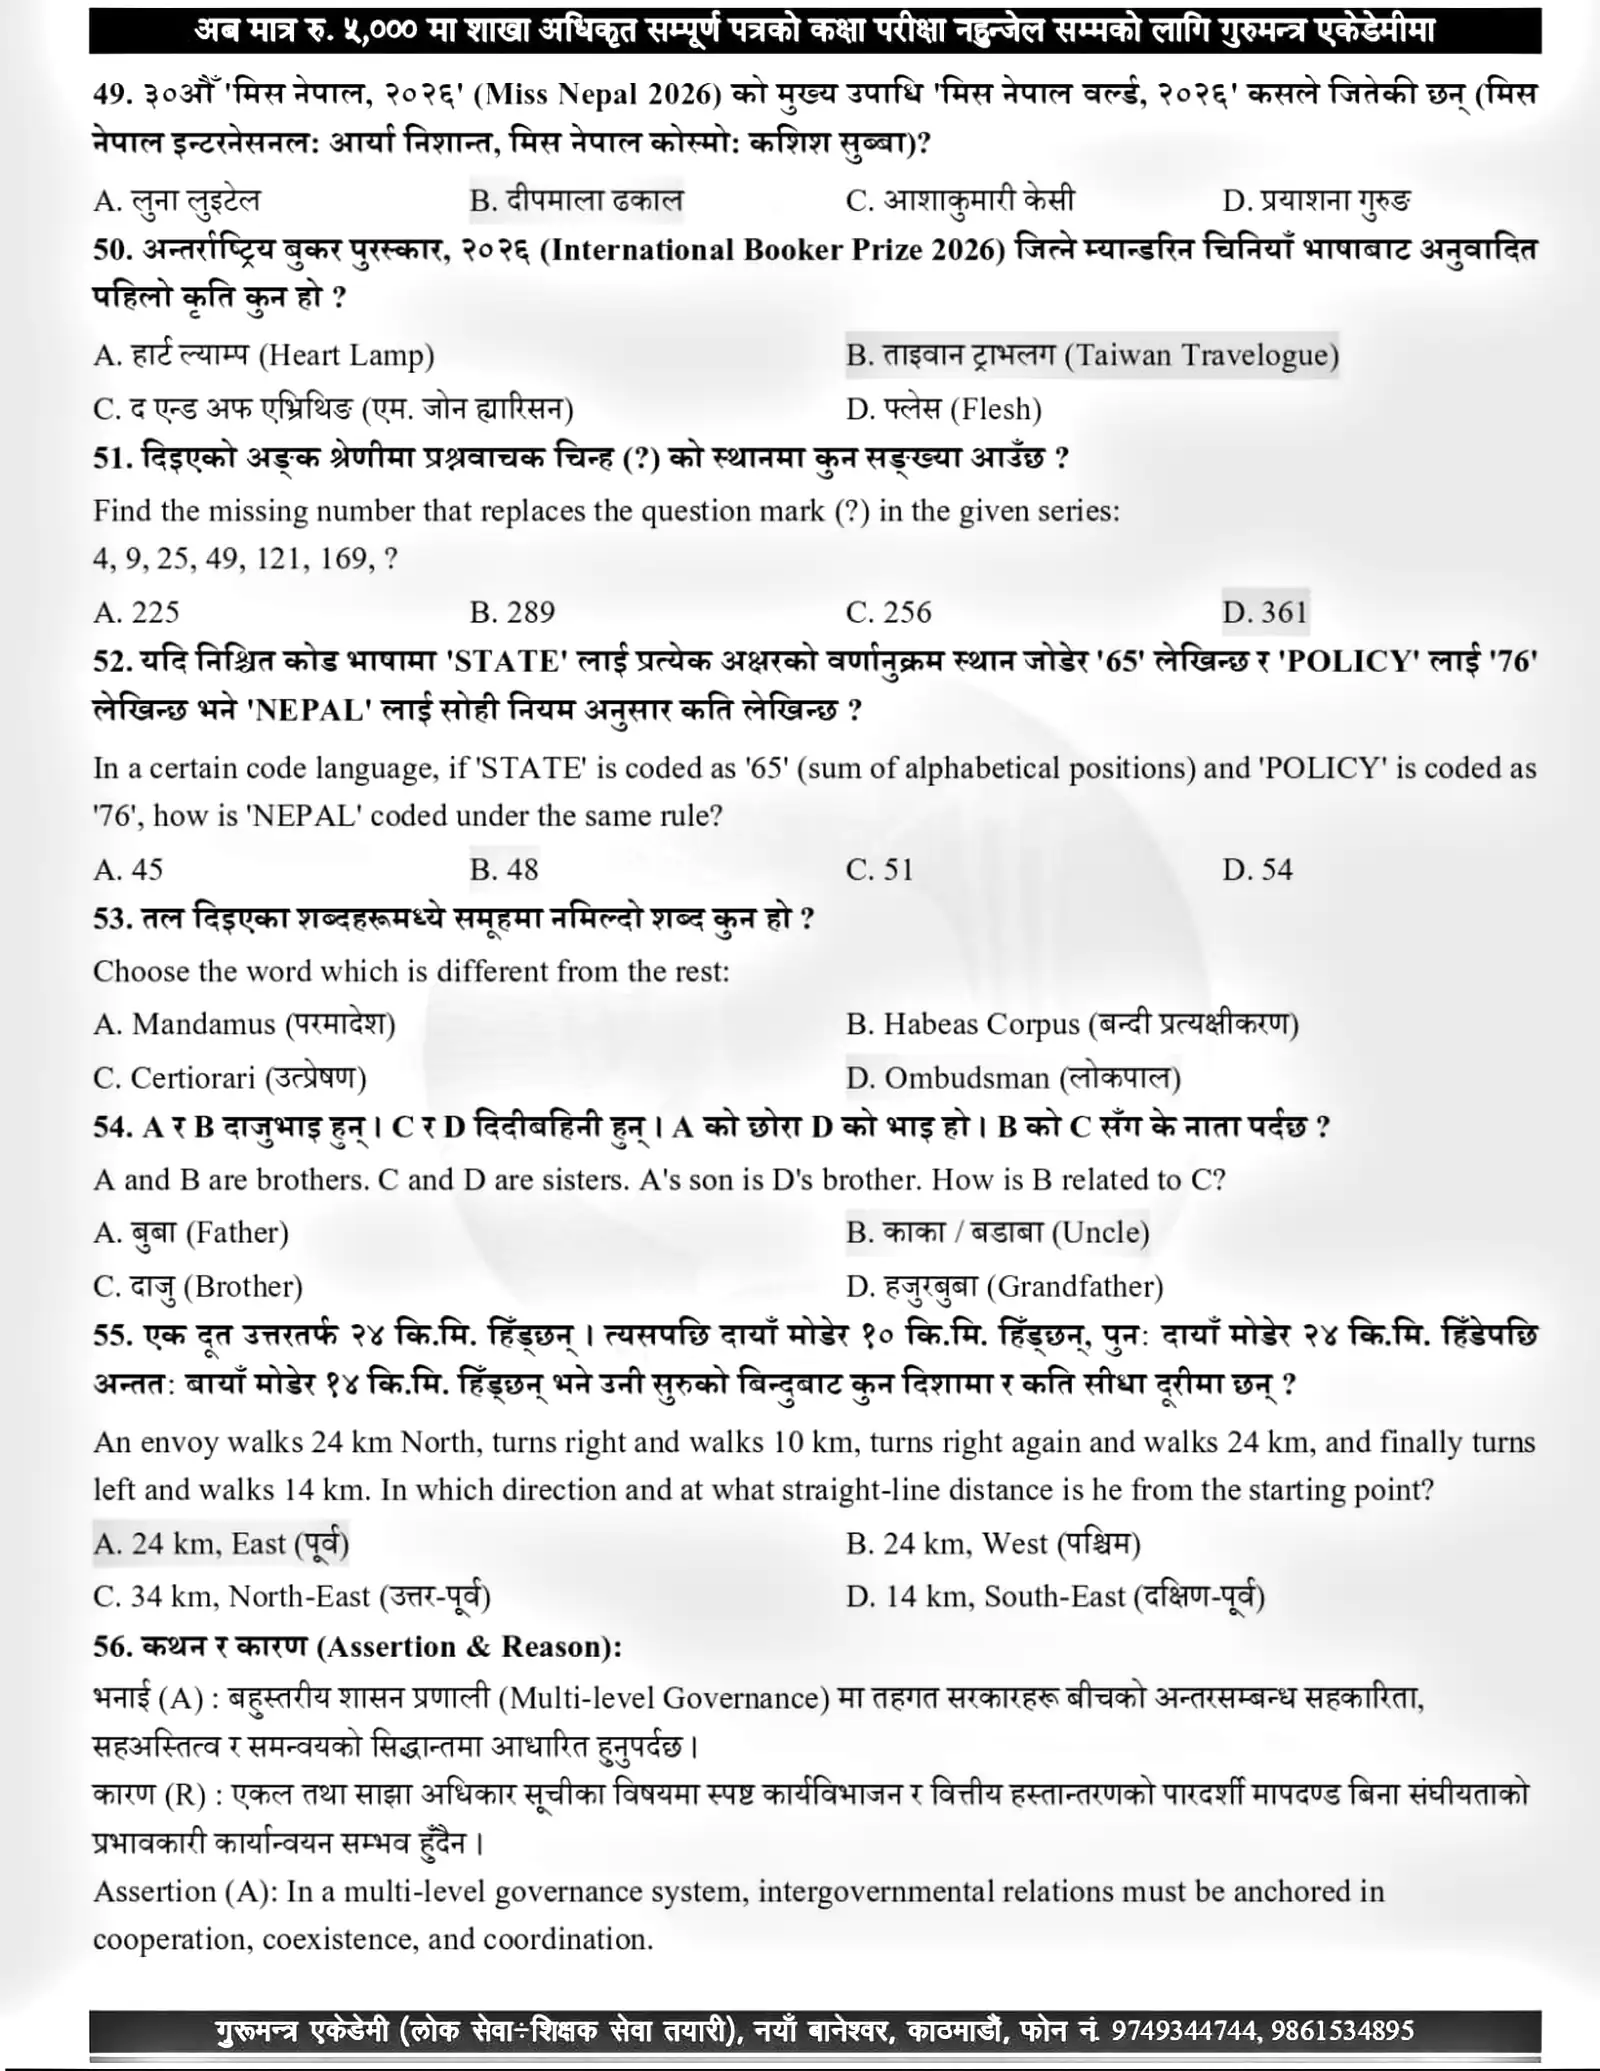 अब मात्र रु. ५,००० मा शाखा अधिकृत सम्पूर्ण पत्रको कक्षा परीक्षा नहुन्जेल सम्मको लागि गुरुमन्त्र एकेडेमीमा
49. ३०औँ 'मिस नेपाल, २०२६' (Miss Nepal 2026) को मुख्य उपाधि 'मिस नेपाल वर्ल्ड, २०२६' कसले जितेकी छन् (मिस
नेपाल इन्टरनेसनल: आर्या निशान्त, मिस नेपाल कोस्मो: कशिश सुब्बा)?
A. लुना लुइटेल B. दीपमाला ढकाल C. आशाकुमारी केसी D. प्रयाशना गुरुङ
50. अन्तर्राष्ट्रिय बुकर पुरस्कार, २०२६ (International Booker Prize 2026) जित्ने म्यान्डरिन चिनियाँ भाषाबाट अनुवादित
पहिलो कृति कुन हो ?
A. हार्ट ल्याम्प (Heart Lamp) B. ताइवान ट्राभलग (Taiwan Travelogue)
C. द एन्ड अफ एभ्रिथिङ (एम. जोन ह्यारिसन) D. फ्लेस (Flesh)
51. दिइएको अङ्क श्रेणीमा प्रश्नवाचक चिन्ह (?) को स्थानमा कुन सङ्ख्या आउँछ ?
Find the missing number that replaces the question mark (?) in the given series:
4, 9, 25, 49, 121, 169, ?
A. 225 B. 289 C. 256 D. 361
52. यदि निश्चित कोड भाषामा 'STATE' लाई प्रत्येक अक्षरको वर्णानुक्रम स्थान जोडेर '65' लेखिन्छ र 'POLICY' लाई '76'
लेखिन्छ भने 'NEPAL' लाई सोही नियम अनुसार कति लेखिन्छ ?
In a certain code language, if 'STATE' is coded as '65' (sum of alphabetical positions) and 'POLICY' is coded as
'76', how is 'NEPAL' coded under the same rule?
A. 45 B. 48 C. 51 D. 54
53. तल दिइएका शब्दहरूमध्ये समूहमा नमिल्दो शब्द कुन हो ?
Choose the word which is different from the rest:
A. Mandamus (परमादेश) B. Habeas Corpus (बन्दी प्रत्यक्षीकरण)
C. Certiorari (उत्प्रेषण) D. Ombudsman (लोकपाल)
54. A र B दाजुभाइ हुन् । C र D दिदीबहिनी हुन् । A को छोरा D को भाइ हो । B को C सँग के नाता पर्दछ ?
A and B are brothers. C and D are sisters. A's son is D's brother. How is B related to C?
A. बुबा (Father) B. काका / बडाबा (Uncle)
C. दाजु (Brother) D. हजुरबुबा (Grandfather)
55. एक दूत उत्तरतर्फ २४ कि.मि. हिँड्छन् । त्यसपछि दायाँ मोडेर १० कि.मि. हिँड्छन्, पुनः दायाँ मोडेर २४ कि.मि. हिँडेपछि
अन्ततः बायाँ मोडेर १४ कि.मि. हिँड्छन् भने उनी सुरुको बिन्दुबाट कुन दिशामा र कति सीधा दूरीमा छन् ?
An envoy walks 24 km North, turns right and walks 10 km, turns right again and walks 24 km, and finally turns
left and walks 14 km. In which direction and at what straight-line distance is he from the starting point?
A. 24 km, East (पूर्व) B. 24 km, West (पश्चिम)
C. 34 km, North-East (उत्तर-पूर्व) D. 14 km, South-East (दक्षिण-पूर्व)
56. कथन र कारण (Assertion & Reason):
भनाई (A) : बहुस्तरीय शासन प्रणाली (Multi-level Governance) मा तहगत सरकारहरू बीचको अन्तरसम्बन्ध सहकारिता,
सहअस्तित्व र समन्वयको सिद्धान्तमा आधारित हुनुपर्दछ ।
कारण (R) : एकल तथा साझा अधिकार सूचीका विषयमा स्पष्ट कार्यविभाजन र वित्तीय हस्तान्तरणको पारदर्शी मापदण्ड बिना संघीयताको
प्रभावकारी कार्यान्वयन सम्भव हुँदैन ।
Assertion (A): In a multi-level governance system, intergovernmental relations must be anchored in
cooperation, coexistence, and coordination.
गुरूमन्त्र एकेडेमी (लोक सेवा÷शिक्षक सेवा तयारी), नयाँ बानेश्वर, काठमाडौं, फोन नं. 9749344744, 9861534895